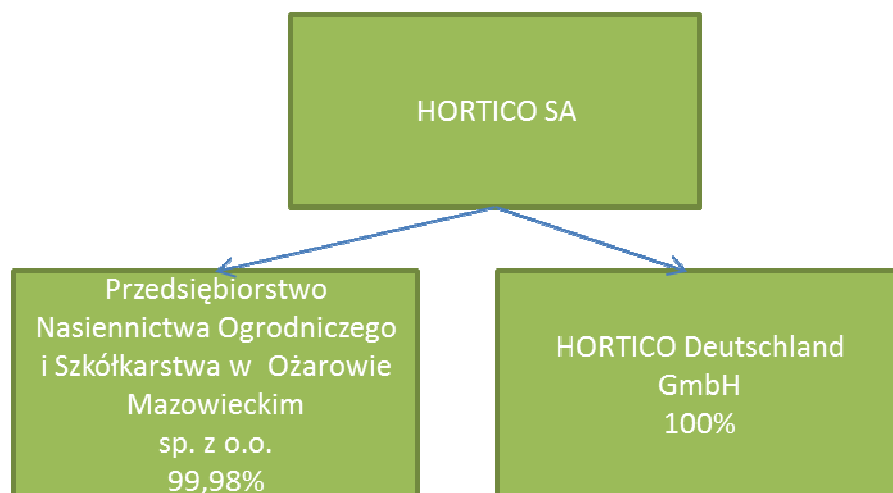 HORTICO SA
Przedsiębiorstwo
Nasiennictwa Ogrodniczego
i Szkółkarstwa w Ożarowie
Mazowieckim
sp. z o.o.
99,98%
HORTICO Deutschland
GmbH
100%